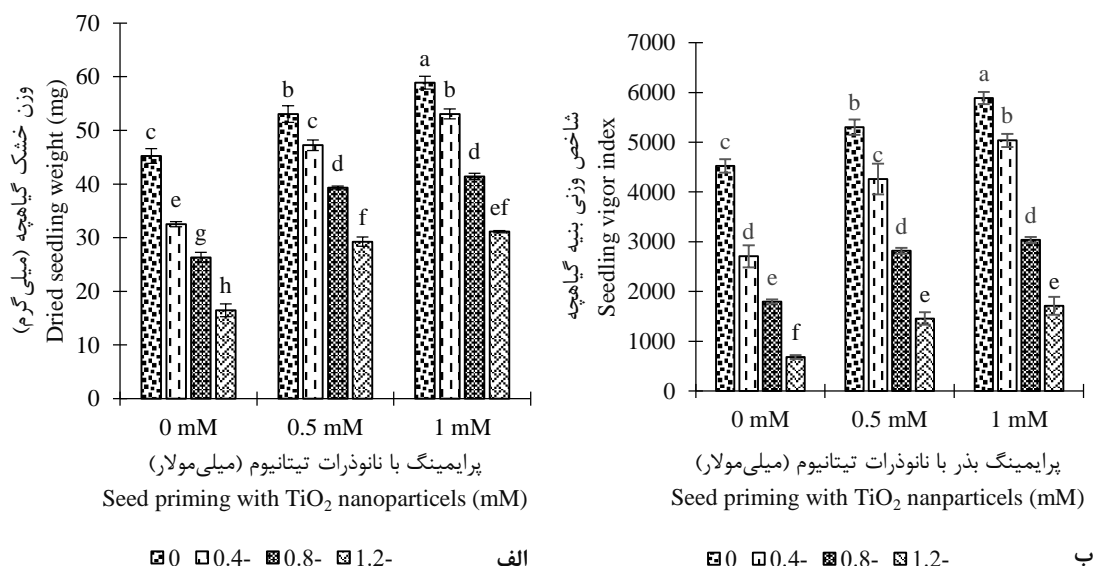 وزن خشک گیاهچه (میلی گرم)
Dried seedling weight (mg)
70
60
50
40
30
20
10
0
c
e
g
h
b
c
d
f
a
b
d
ef
0 mM
0.5 mM
1 mM
پرایمینگ با نانوذرات تیتانیوم (میلی‌مولار)
Seed priming with TiO₂ nanoparticels (mM)
0 0.4- 0.8- 1.2-
الف
شاخص وزنی بنیه گیاهچه
Seedling vigor index
7000
6000
5000
4000
3000
2000
1000
0
c
d
e
f
b
c
d
e
a
b
d
e
0 mM
0.5 mM
1 mM
پرایمینگ بذر با نانوذرات تیتانیوم (میلی‌مولار)
Seed priming with TiO₂ nanparticels (mM)
0 0.4- 0.8- 1.2-
ب